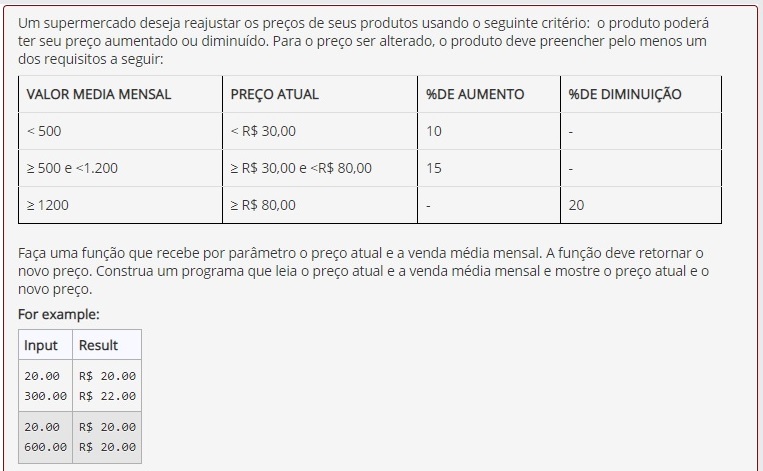 Um supermercado deseja reajustar os preços de seus produtos usando o seguinte critério: o produto poderá
ter seu preço aumentado ou diminuído. Para o preço ser alterado, o produto deve preencher pelo menos um
dos requisitos a seguir:
VALOR MEDIA MENSAL PREÇO ATUAL %DE AUMENTO %DE DIMINUIÇÃO
< 500 < R$ 30,00 10 -
≥ 500 e <1.200 ≥ R$ 30,00 e <R$ 80,00 15 -
≥ 1200 ≥ R$ 80,00 - 20
Faça uma função que recebe por parâmetro o preço atual e a venda média mensal. A função deve retornar o
novo preço. Construa um programa que leia o preço atual e a venda média mensal e mostre o preço atual e o
novo preço.
For example:
Input Result
20.00 R$ 20.00
300.00 R$ 22.00
20.00 R$ 20.00
600.00 R$ 20.00